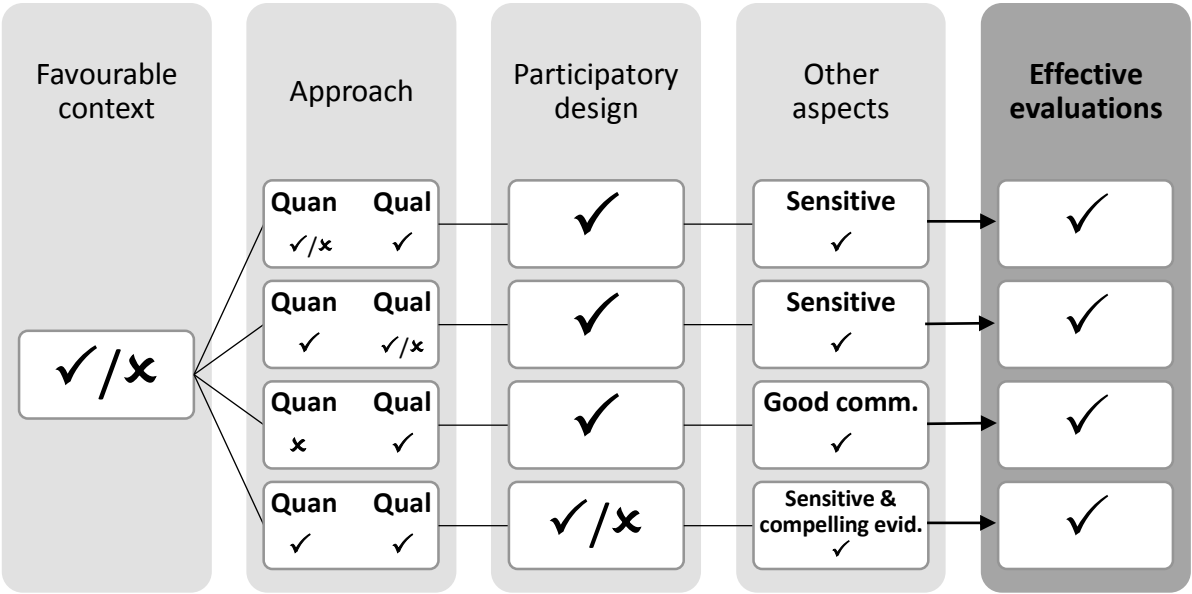 Favourable
context
Approach
Participatory
design
Other
aspects
Effective
evaluations
✓/✗
Quan Qual
✓/✗ ✓
✓
Sensitive
✓
✓
Quan Qual
✓ ✓/✗
✓
Sensitive
✓
✓
Quan Qual
✗ ✓
✓
Good comm.
✓
✓
Quan Qual
✓ ✓
✓/✗
Sensitive &
compelling evid.
✓
✓